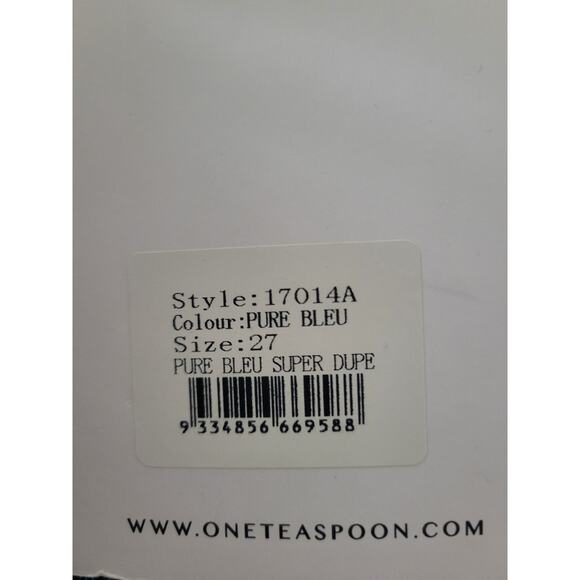 Style:17014A
Colour:PURE BLEU
Size:27
PURE BLEU SUPER DUPE
9 334856 669588
WWW.ONETEASPOON.COM